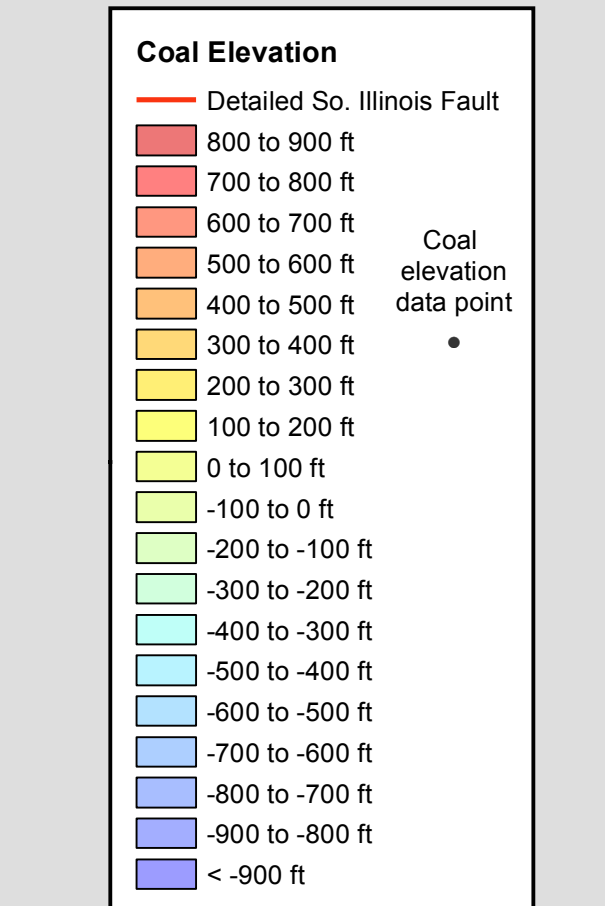 Coal Elevation
Detailed So. Illinois Fault
800 to 900 ft
700 to 800 ft
600 to 700 ft
500 to 600 ft
400 to 500 ft
300 to 400 ft
200 to 300 ft
100 to 200 ft
0 to 100 ft
-100 to 0 ft
-200 to -100 ft
-300 to -200 ft
-400 to -300 ft
-500 to -400 ft
-600 to -500 ft
-700 to -600 ft
-800 to -700 ft
-900 to -800 ft
< -900 ft
Coal
elevation
data point